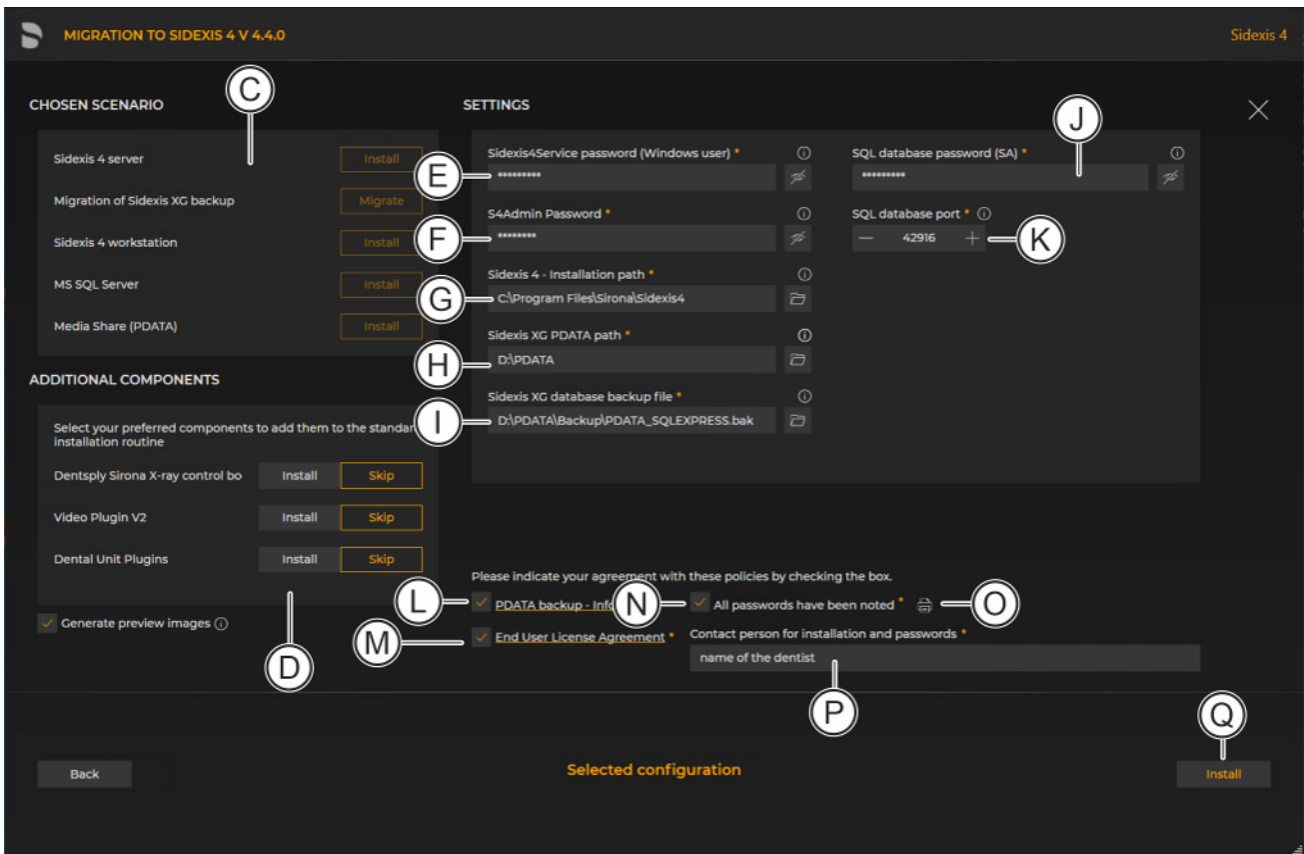 MIGRATION TO SIDEXIS 4 V 4.4.0
Sidexis 4
CHOSEN SCENARIO
C
Sidexis 4 server
Install
Migration of Sidexis XG backup
Migrate
Sidexis 4 workstation
Install
MS SQL Server
Install
Media Share (PDATA)
Install
ADDITIONAL COMPONENTS
Select your preferred components to add them to the standar
installation routine
Dentsply Sirona X-ray control bo
Install
Skip
Video Plugin V2
Install
Skip
Dental Unit Plugins
Install
Skip
D
Generate preview images
SETTINGS
Sidexis4Service password (Windows user) *
E
*********
S4Admin Password *
F
********
Sidexis 4 - Installation path *
G
C:\Program Files\Sirona\Sidexis4
Sidexis XG PDATA path *
H
D:\PDATA
Sidexis XG database backup file *
I
D:\PDATA\Backup\PDATA_SQLEXPRESS.bak
J
SQL database password (SA) *
*********
SQL database port *
— 42916 +
K
Please indicate your agreement with these policies by checking the box.
L
PDATA backup - Info
N
All passwords have been noted *
O
M
End User License Agreement *
Contact person for installation and passwords *
name of the dentist
P
Q
Back
Selected configuration
Install